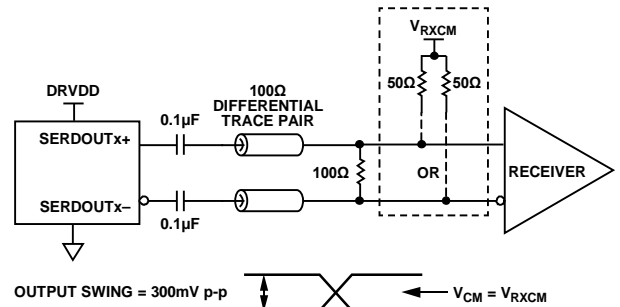 V_RXCM
50Ω 50Ω
DRVDD
100Ω
DIFFERENTIAL
TRACE PAIR
0.1µF
SERDOUTx+
100Ω
OR
RECEIVER
SERDOUTx–
0.1µF
OUTPUT SWING = 300mV p-p
V_CM = V_RXCM